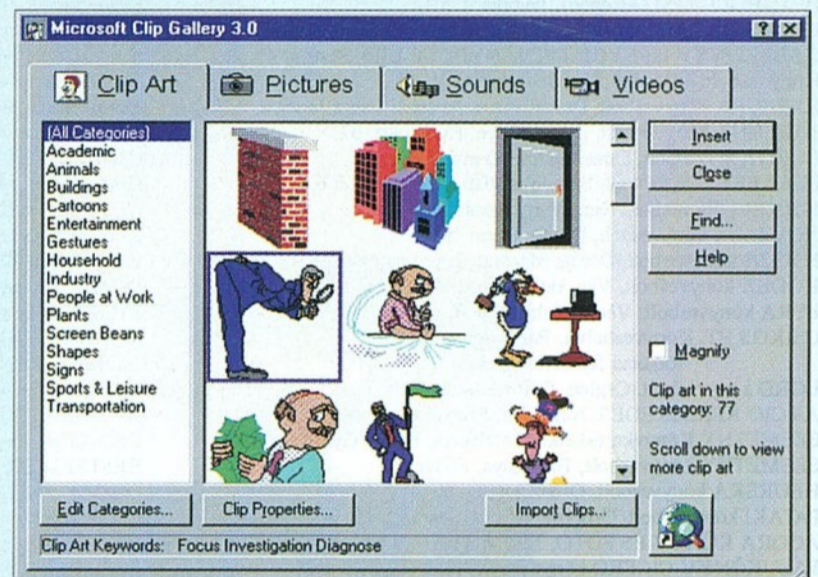 Microsoft Clip Gallery 3.0
Clip Art
Pictures
Sounds
Videos
(All Categories)
Academic
Animals
Buildings
Cartoons
Entertainment
Gestures
Household
Industry
People at Work
Plants
Screen Beans
Shapes
Signs
Sports & Leisure
Transportation
Insert
Close
Find...
Help
Magnify
Clip art in this
category: 77
Scroll down to view
more clip art
Edit Categories...
Clip Properties...
Import Clips...
Clip Art Keywords: Focus Investigation Diagnose